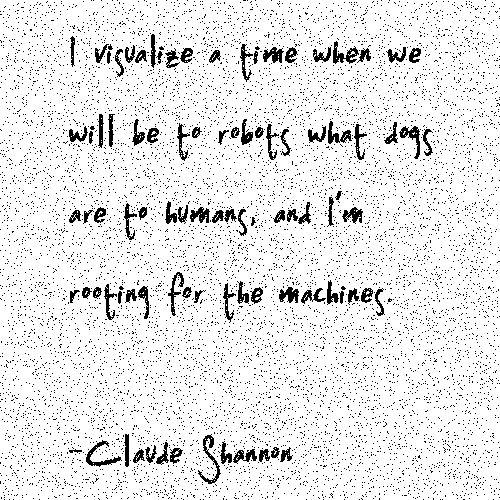 I visualize a time when we
will be to robots what dogs
are to humans, and I'm
rooting for the machines.
-Claude Shannon